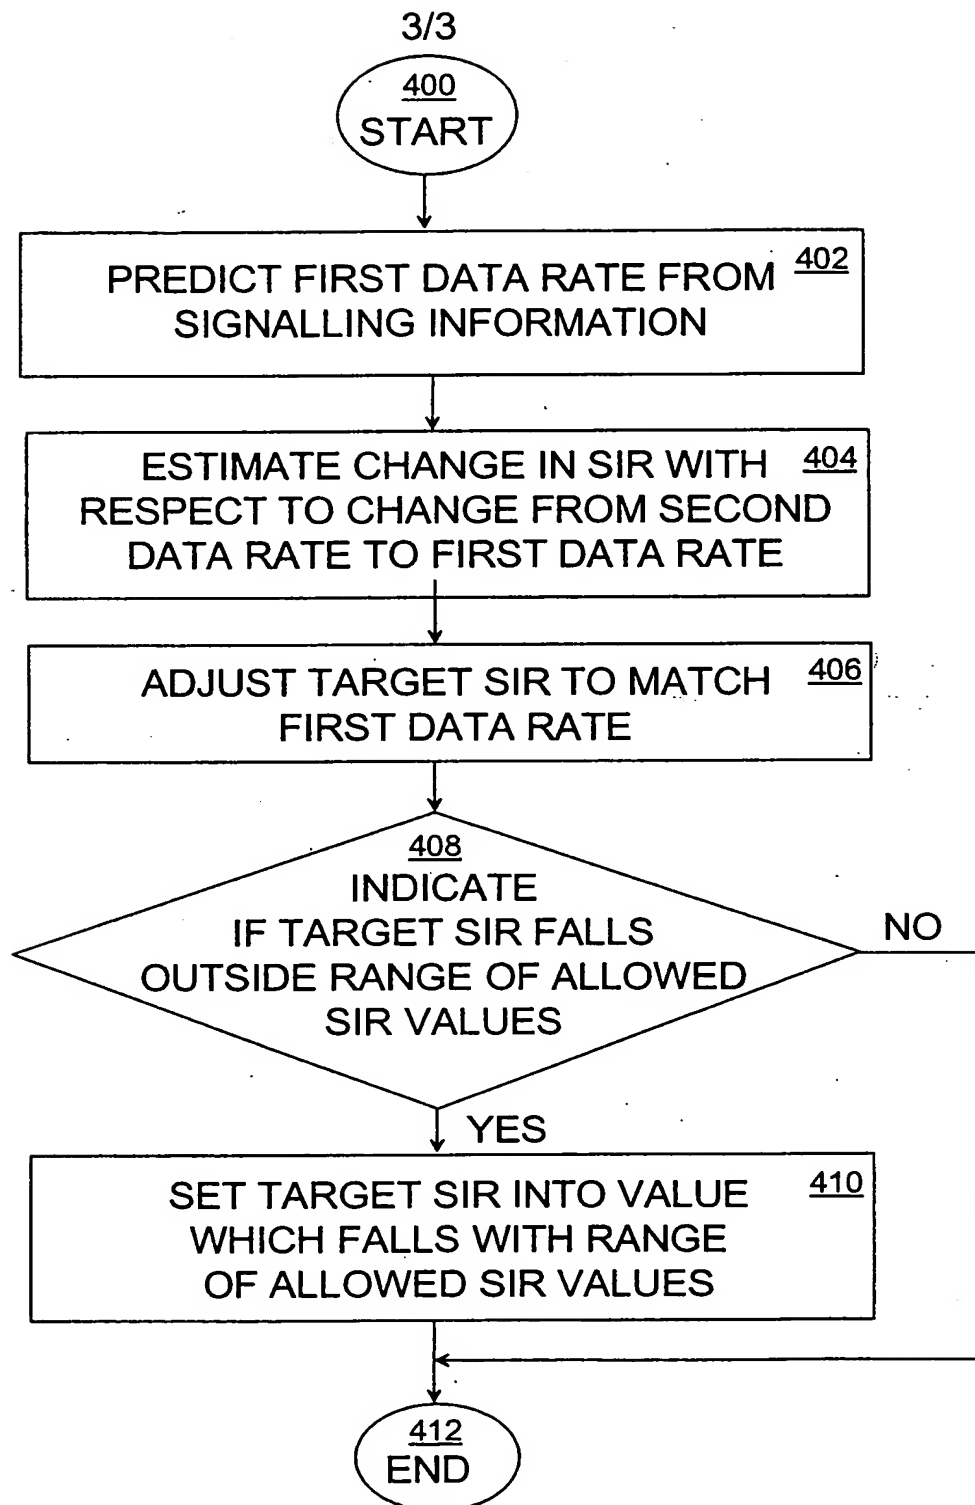 3/3
400
START
402
PREDICT FIRST DATA RATE FROM
SIGNALLING INFORMATION
404
ESTIMATE CHANGE IN SIR WITH
RESPECT TO CHANGE FROM SECOND
DATA RATE TO FIRST DATA RATE
406
ADJUST TARGET SIR TO MATCH
FIRST DATA RATE
408
INDICATE
IF TARGET SIR FALLS
OUTSIDE RANGE OF ALLOWED
SIR VALUES
NO
YES
410
SET TARGET SIR INTO VALUE
WHICH FALLS WITH RANGE
OF ALLOWED SIR VALUES
412
END